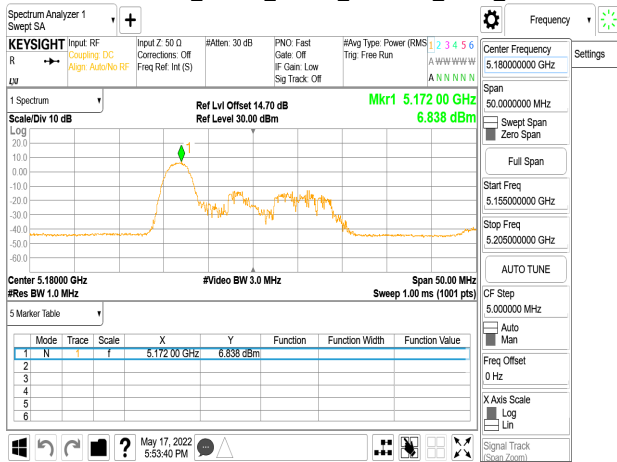 Spectrum Analyzer 1
Swept SA
Frequency
KEYSIGHT
R
LXI
Input: RF
Coupling: DC
Align: Auto/No RF
Input Z: 50 Ω
Corrections: Off
Freq Ref: Int (S)
#Atten: 30 dB
PNO: Fast
Gate: Off
IF Gain: Low
Sig Track: Off
#Avg Type: Power (RMS
Trig: Free Run
1 2 3 4 5 6
A W W W W W
A N N N N N
1 Spectrum
Scale/Div 10 dB
Ref Lvl Offset 14.70 dB
Ref Level 30.00 dBm
Mkr1 5.172 00 GHz
6.838 dBm
Log
20.0
10.0
0.00
-10.0
-20.0
-30.0
-40.0
-50.0
-60.0
1
Center 5.18000 GHz
#Res BW 1.0 MHz
#Video BW 3.0 MHz
Span 50.00 MHz
Sweep 1.00 ms (1001 pts)
5 Marker Table
Mode Trace Scale X Y Function Function Width Function Value
1 N 1 f 5.172 00 GHz 6.838 dBm
2
3
4
5
6
?
May 17, 2022
5:53:40 PM
Center Frequency
5.180000000 GHz
Settings
Span
50.0000000 MHz
Swept Span
Zero Span
Full Span
Start Freq
5.155000000 GHz
Stop Freq
5.205000000 GHz
AUTO TUNE
CF Step
5.000000 MHz
Auto
Man
Freq Offset
0 Hz
X Axis Scale
Log
Lin
Signal Track
(Span Zoom)